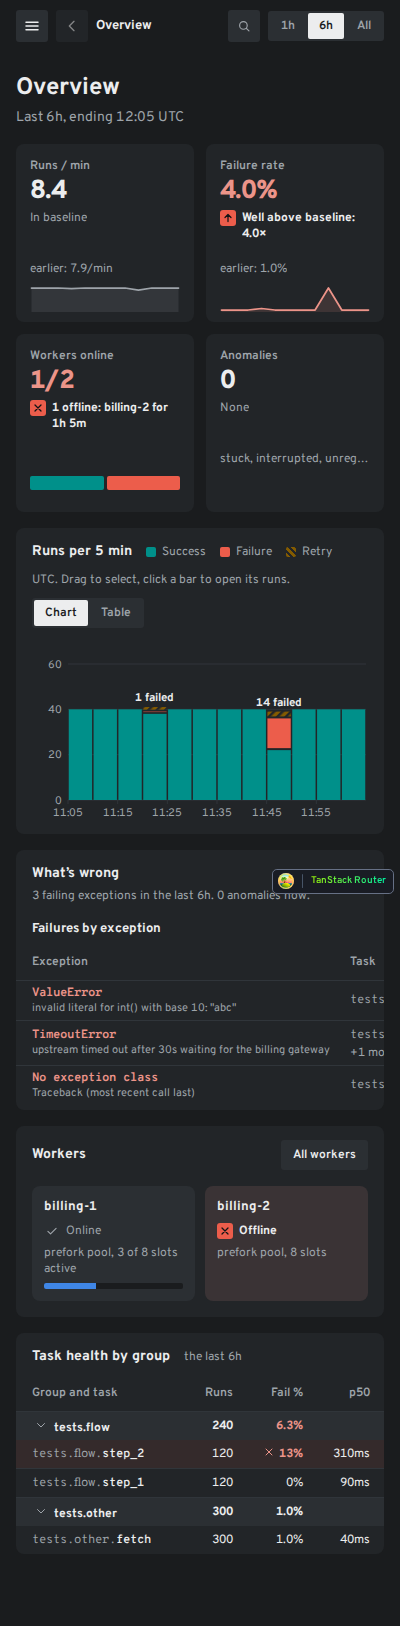 Overview
1h 6h All
Overview
Last 6h, ending 12:05 UTC
Runs / min
8.4
In baseline
earlier: 7.9/min
Failure rate
4.0%
Well above baseline:
4.0×
earlier: 1.0%
Workers online
1/2
1 offline: billing-2 for
1h 5m
Anomalies
0
None
stuck, interrupted, unreg…
Runs per 5 min Success Failure Retry
UTC. Drag to select, click a bar to open its runs.
Chart Table
60
1 failed
14 failed
40
20
0
11:05 11:15 11:25 11:35 11:45 11:55
What's wrong
TanStack Router
3 failing exceptions in the last 6h. 0 anomalies now.
Failures by exception
Exception Task
ValueError
invalid literal for int() with base 10: "abc"
tests
TimeoutError
upstream timed out after 30s waiting for the billing gateway
tests
+1 mo
No exception class
Traceback (most recent call last)
tests
Workers
All workers
billing-1
Online
prefork pool, 3 of 8 slots
active
billing-2
Offline
prefork pool, 8 slots
Task health by group the last 6h
Group and task Runs Fail % p50
tests.flow 240 6.3%
tests.flow.step_2 120 13% 310ms
tests.flow.step_1 120 0% 90ms
tests.other 300 1.0%
tests.other.fetch 300 1.0% 40ms